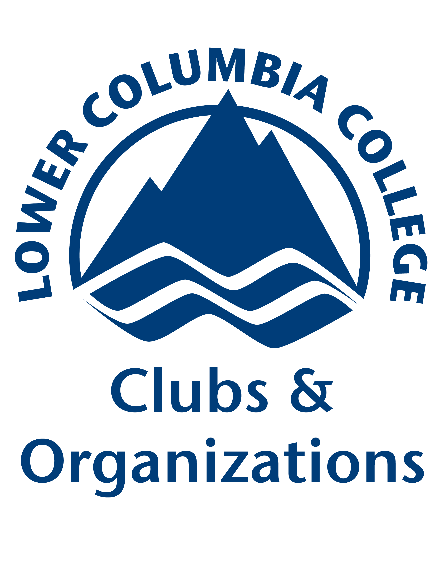 LOWER COLUMBIA COLLEGE
Clubs &
Organizations